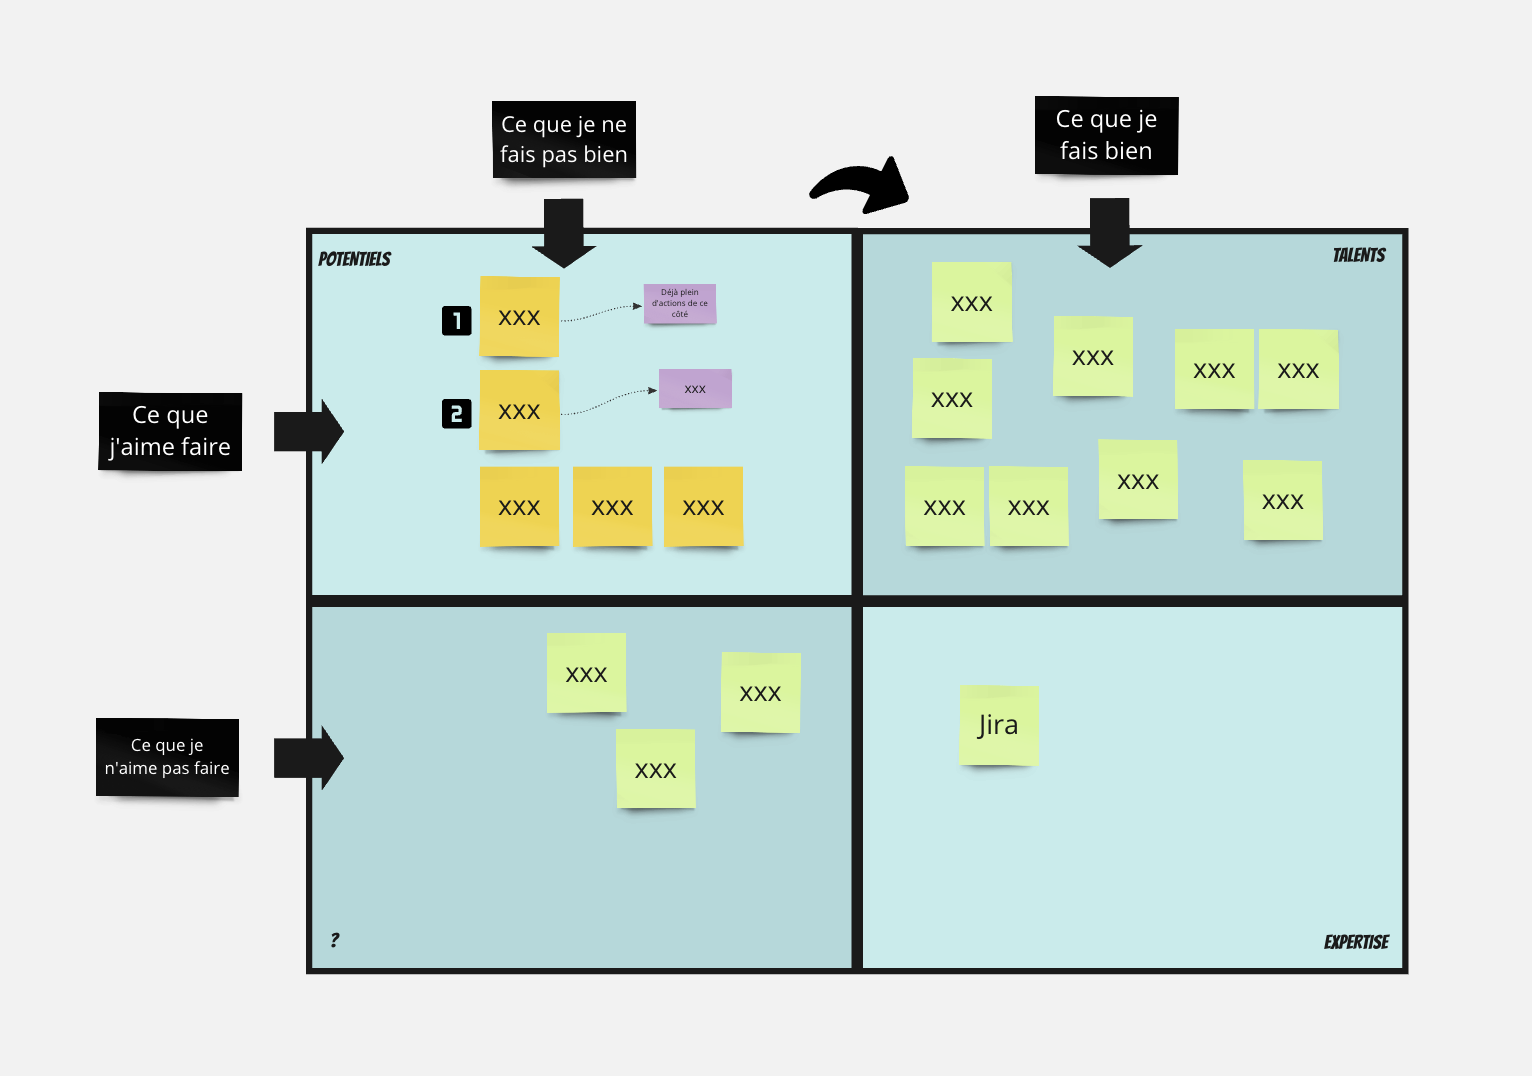 Ce que je ne
fais pas bien
Ce que je
fais bien
POTENTIELS
TALENTS
1
xxx
Déjà plein
d'actions de ce
côté
2
xxx
xxx
xxx
xxx
xxx
Ce que
j'aime faire
xxx
xxx
xxx
xxx
xxx
xxx
xxx
xxx
xxx
Ce que je
n'aime pas faire
xxx
xxx
xxx
?
Jira
EXPERTISE